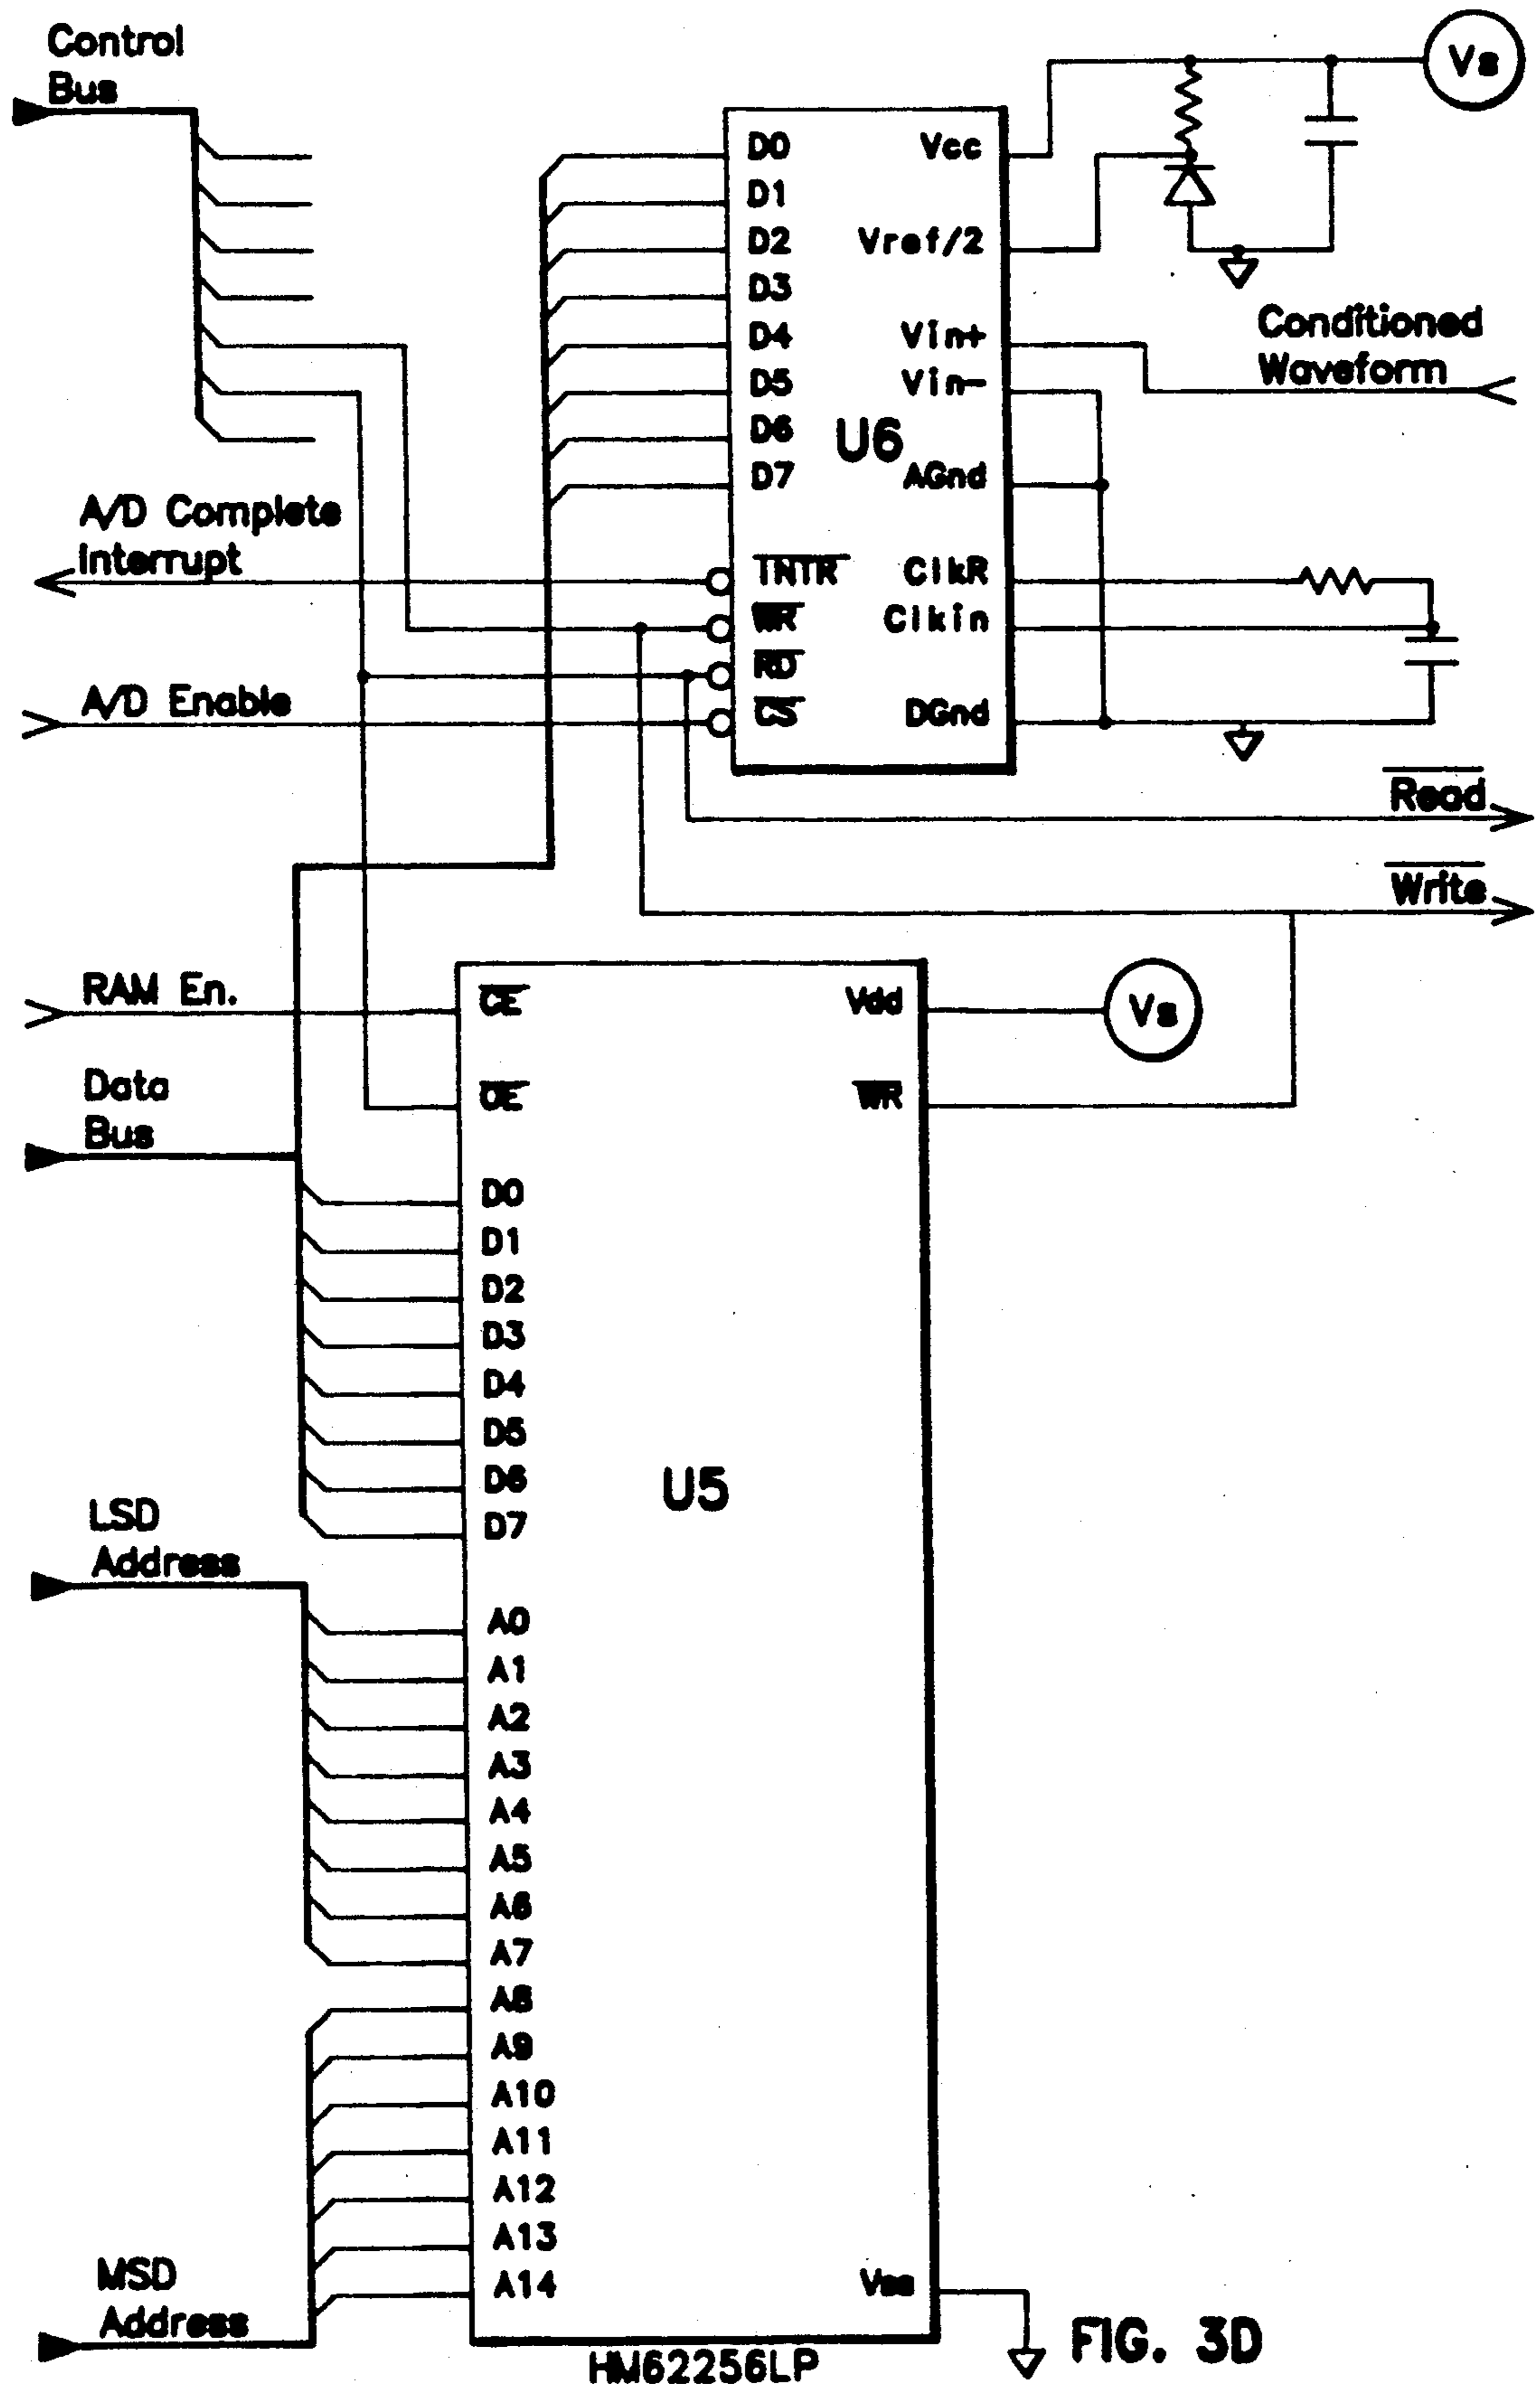 Control
Bus
Vs
D0
D1
D2
D3
D4
D5
D6
D7
Vcc
Vref/2
Vin+
Vin-
U6
AGnd
ClkR
Clkin
DGnd
INTR
WR
RD
CS
Conditioned
Waveform
A/D Complete
Interrupt
A/D Enable
Read
Write
RAM En.
Data
Bus
CE
OE
Vdd
Vs
WR
D0
D1
D2
D3
D4
D5
D6
D7
U5
LSD
Address
A0
A1
A2
A3
A4
A5
A6
A7
A8
A9
A10
A11
A12
A13
A14
MSD
Address
Vss
HM62256LP
FIG. 3D